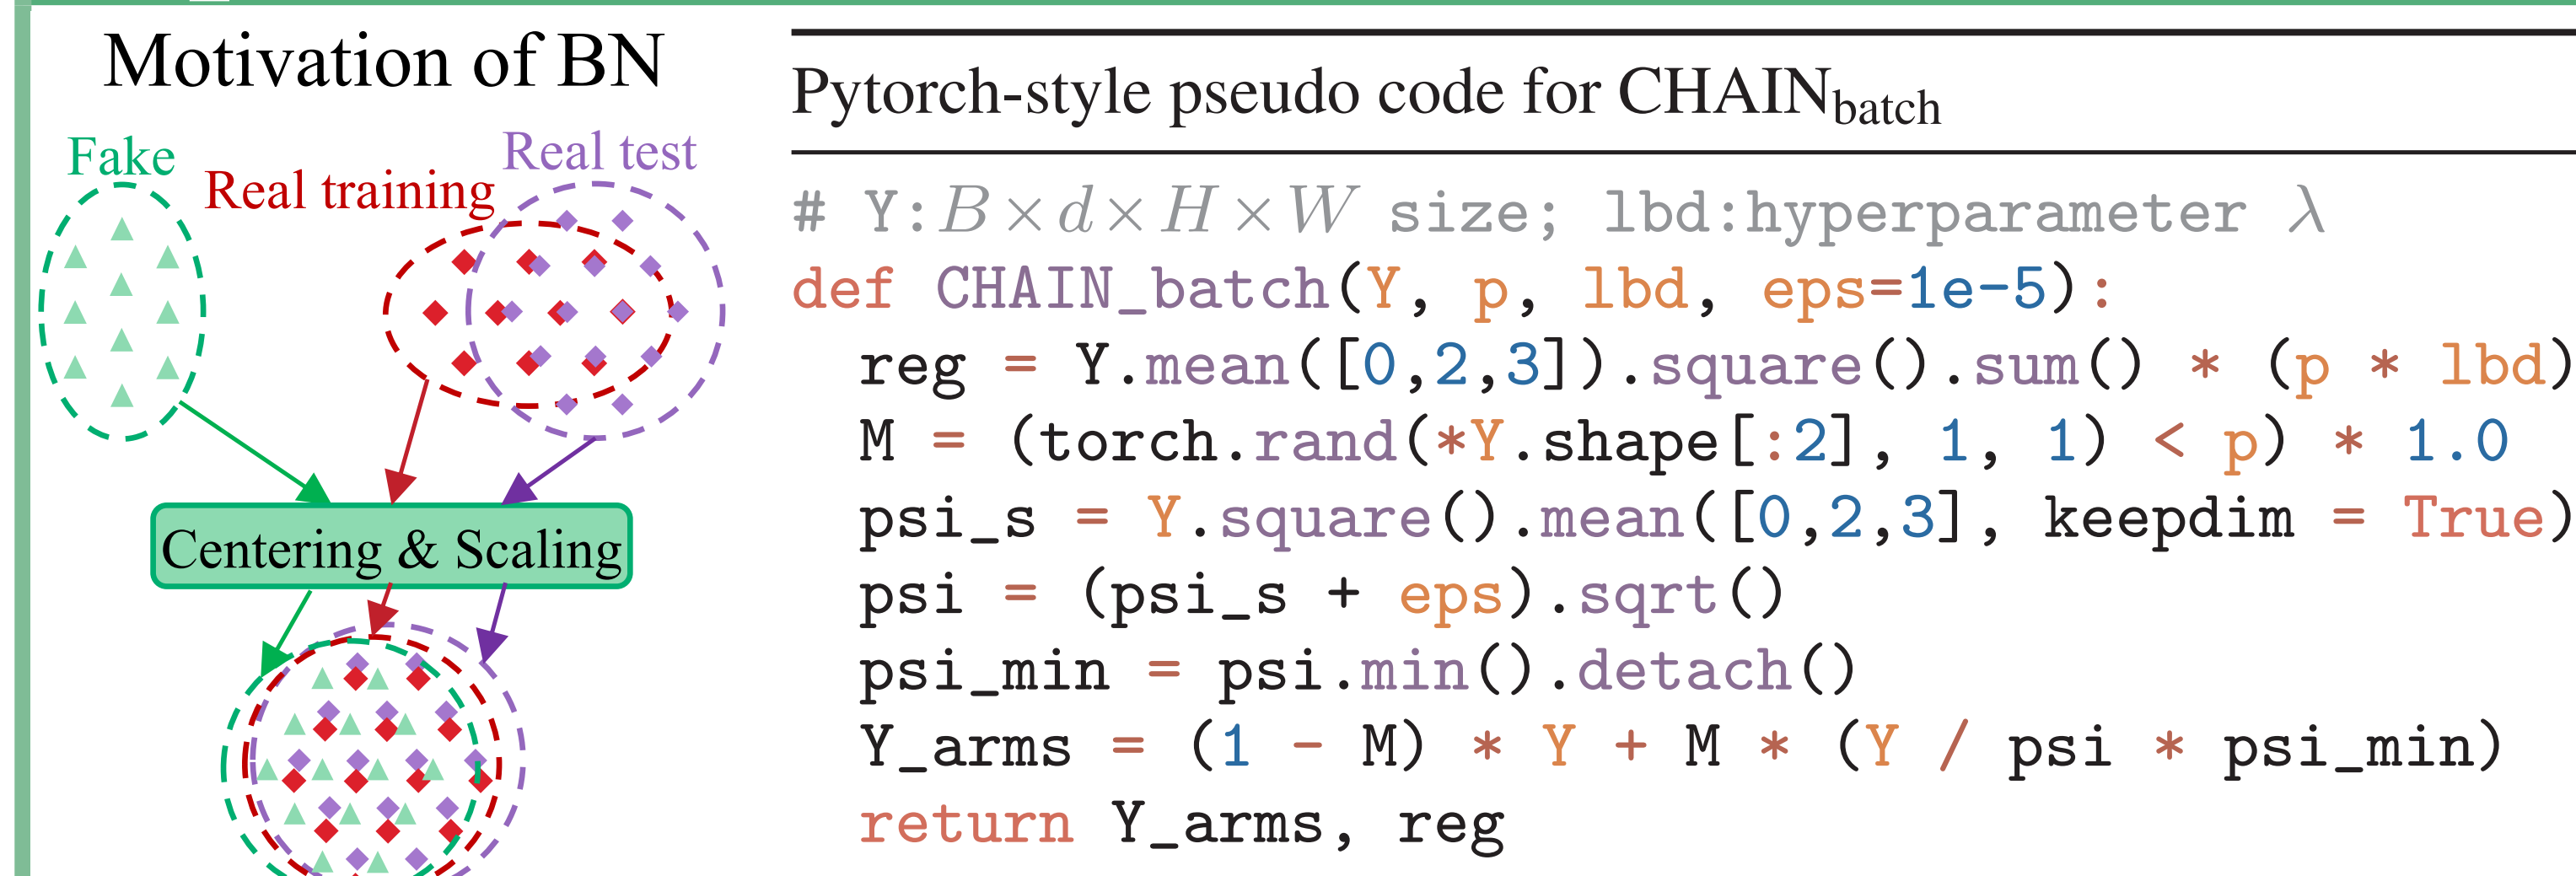 Motivation of BN
Fake
Real training
Real test
Centering & Scaling
Pytorch-style pseudo code for CHAINbatch
# Y:B×d×H×W size; lbd:hyperparameter λ
def CHAIN_batch(Y, p, lbd, eps=1e-5):
reg = Y.mean([0,2,3]).square().sum() * (p * lbd)
M = (torch.rand(*Y.shape[:2], 1, 1) < p) * 1.0
psi_s = Y.square().mean([0,2,3], keepdim = True)
psi = (psi_s + eps).sqrt()
psi_min = psi.min().detach()
Y_arms = (1 - M) * Y + M * (Y / psi * psi_min)
return Y_arms, reg